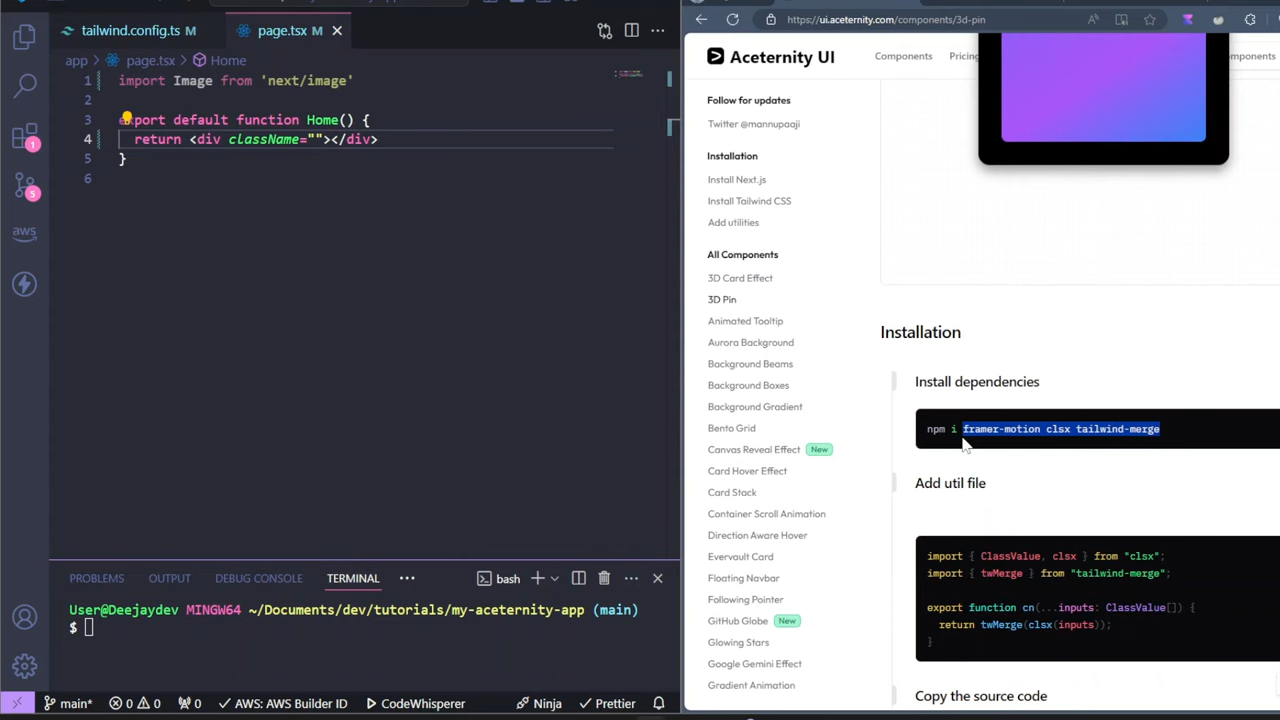 tailwind.config.ts M
page.tsx M
import Image from 'next/image'
2
export default function Home() {
4
return <div className=""></div>
5
}
6
1
5
aws
PROBLEMS
OUTPUT
DEBUG CONSOLE
TERMINAL
bash
ter@Deejaydev MINGW64 ~/Documents/dev/tutorials/my-aceternity-app (main)
main*
0
0
AWS: AWS Builder ID
CodeWhisperer
Ninja
Prettier
https://ui.aceternity.com/components/3d-pin
Aceternity UI
Components
Pricing
omponents
Follow for updates
Twitter @mannupaaji
Installation
Install Next.js
Install Tailwind CSS
Add utilities
All Components
3D Card Effect
3D Pin
Animated Tooltip
Aurora Background
Background Beams
Background Boxes
Background Gradient
Bento Grid
Canvas Reveal Effect New
Card Hover Effect
Card Stack
Container Scroll Animation
Direction Aware Hover
Evervault Card
Floating Navbar
Following Pointer
GitHub Globe New
Glowing Stars
Google Gemini Effect
Gradient Animation
Installation
Install dependencies
npm i framer-motion clsx tailwind-merge
Add util file
import { ClassValue, clsx } from "clsx";
import { twMerge } from "tailwind-merge";
export function cn(...inputs: ClassValue[]) {
return twMerge(clsx(inputs));
}
Copy the source code